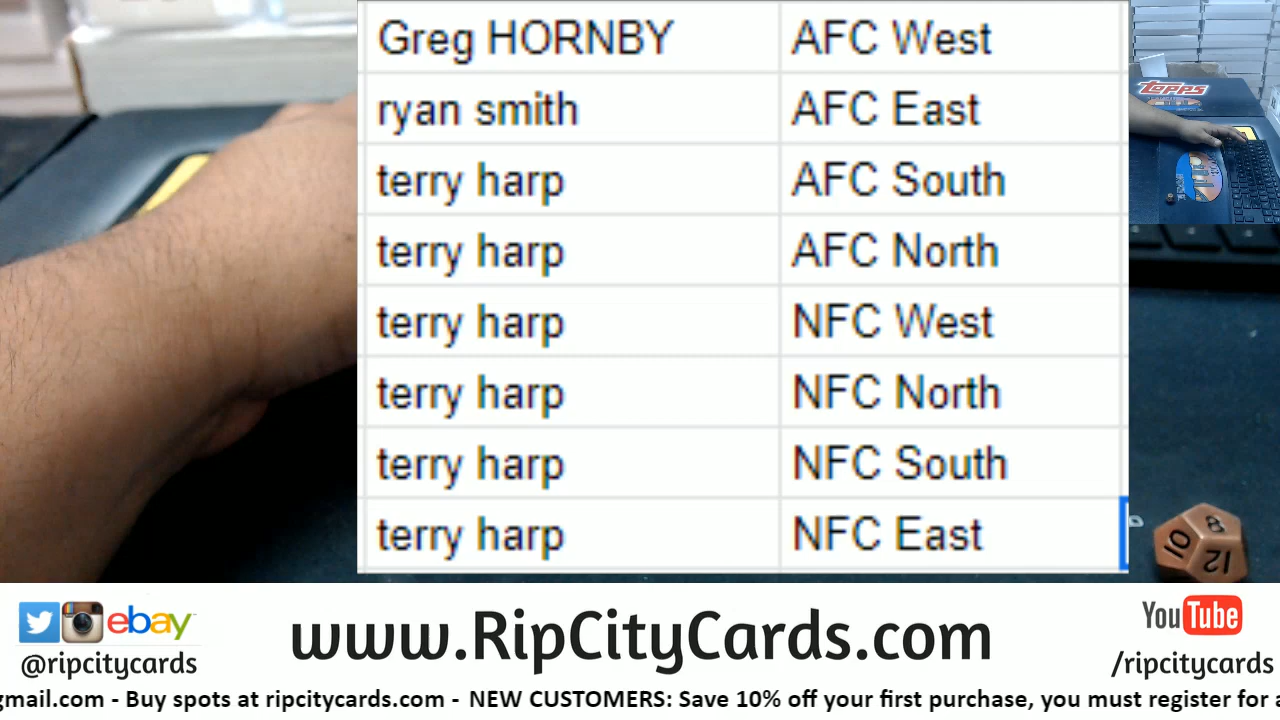 Greg HORNBY AFC West
ryan smith AFC East
terry harp AFC South
terry harp AFC North
terry harp NFC West
terry harp NFC North
terry harp NFC South
terry harp NFC East
topps
8
10
12
ebay
@ripcitycards
www.RipCityCards.com
YouTube
/ripcitycards
gmail.com - Buy spots at ripcitycards.com - NEW CUSTOMERS: Save 10% off your first purchase, you must register for a